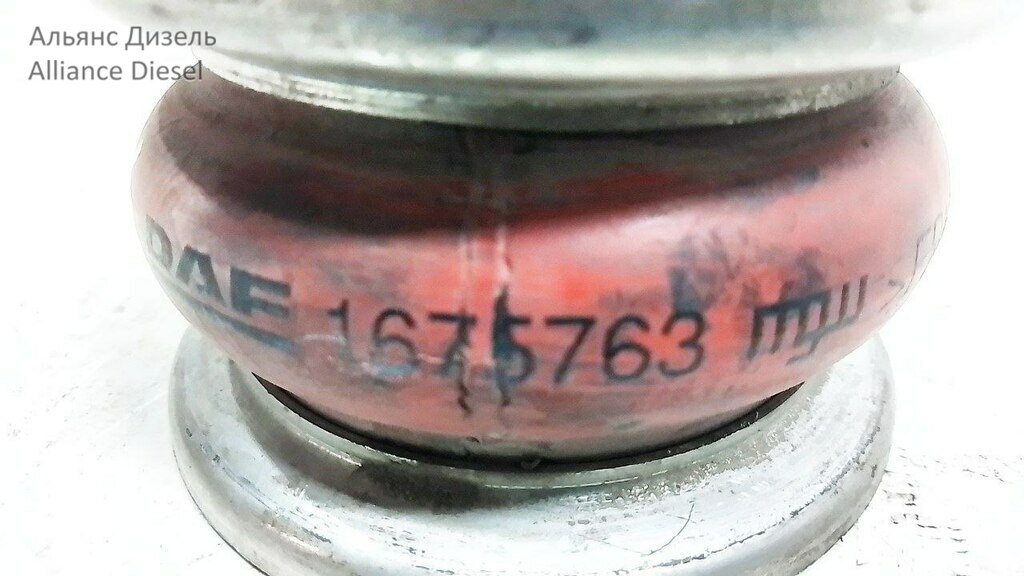 Альянс Дизель
Alliance Diesel
DAF 1675763